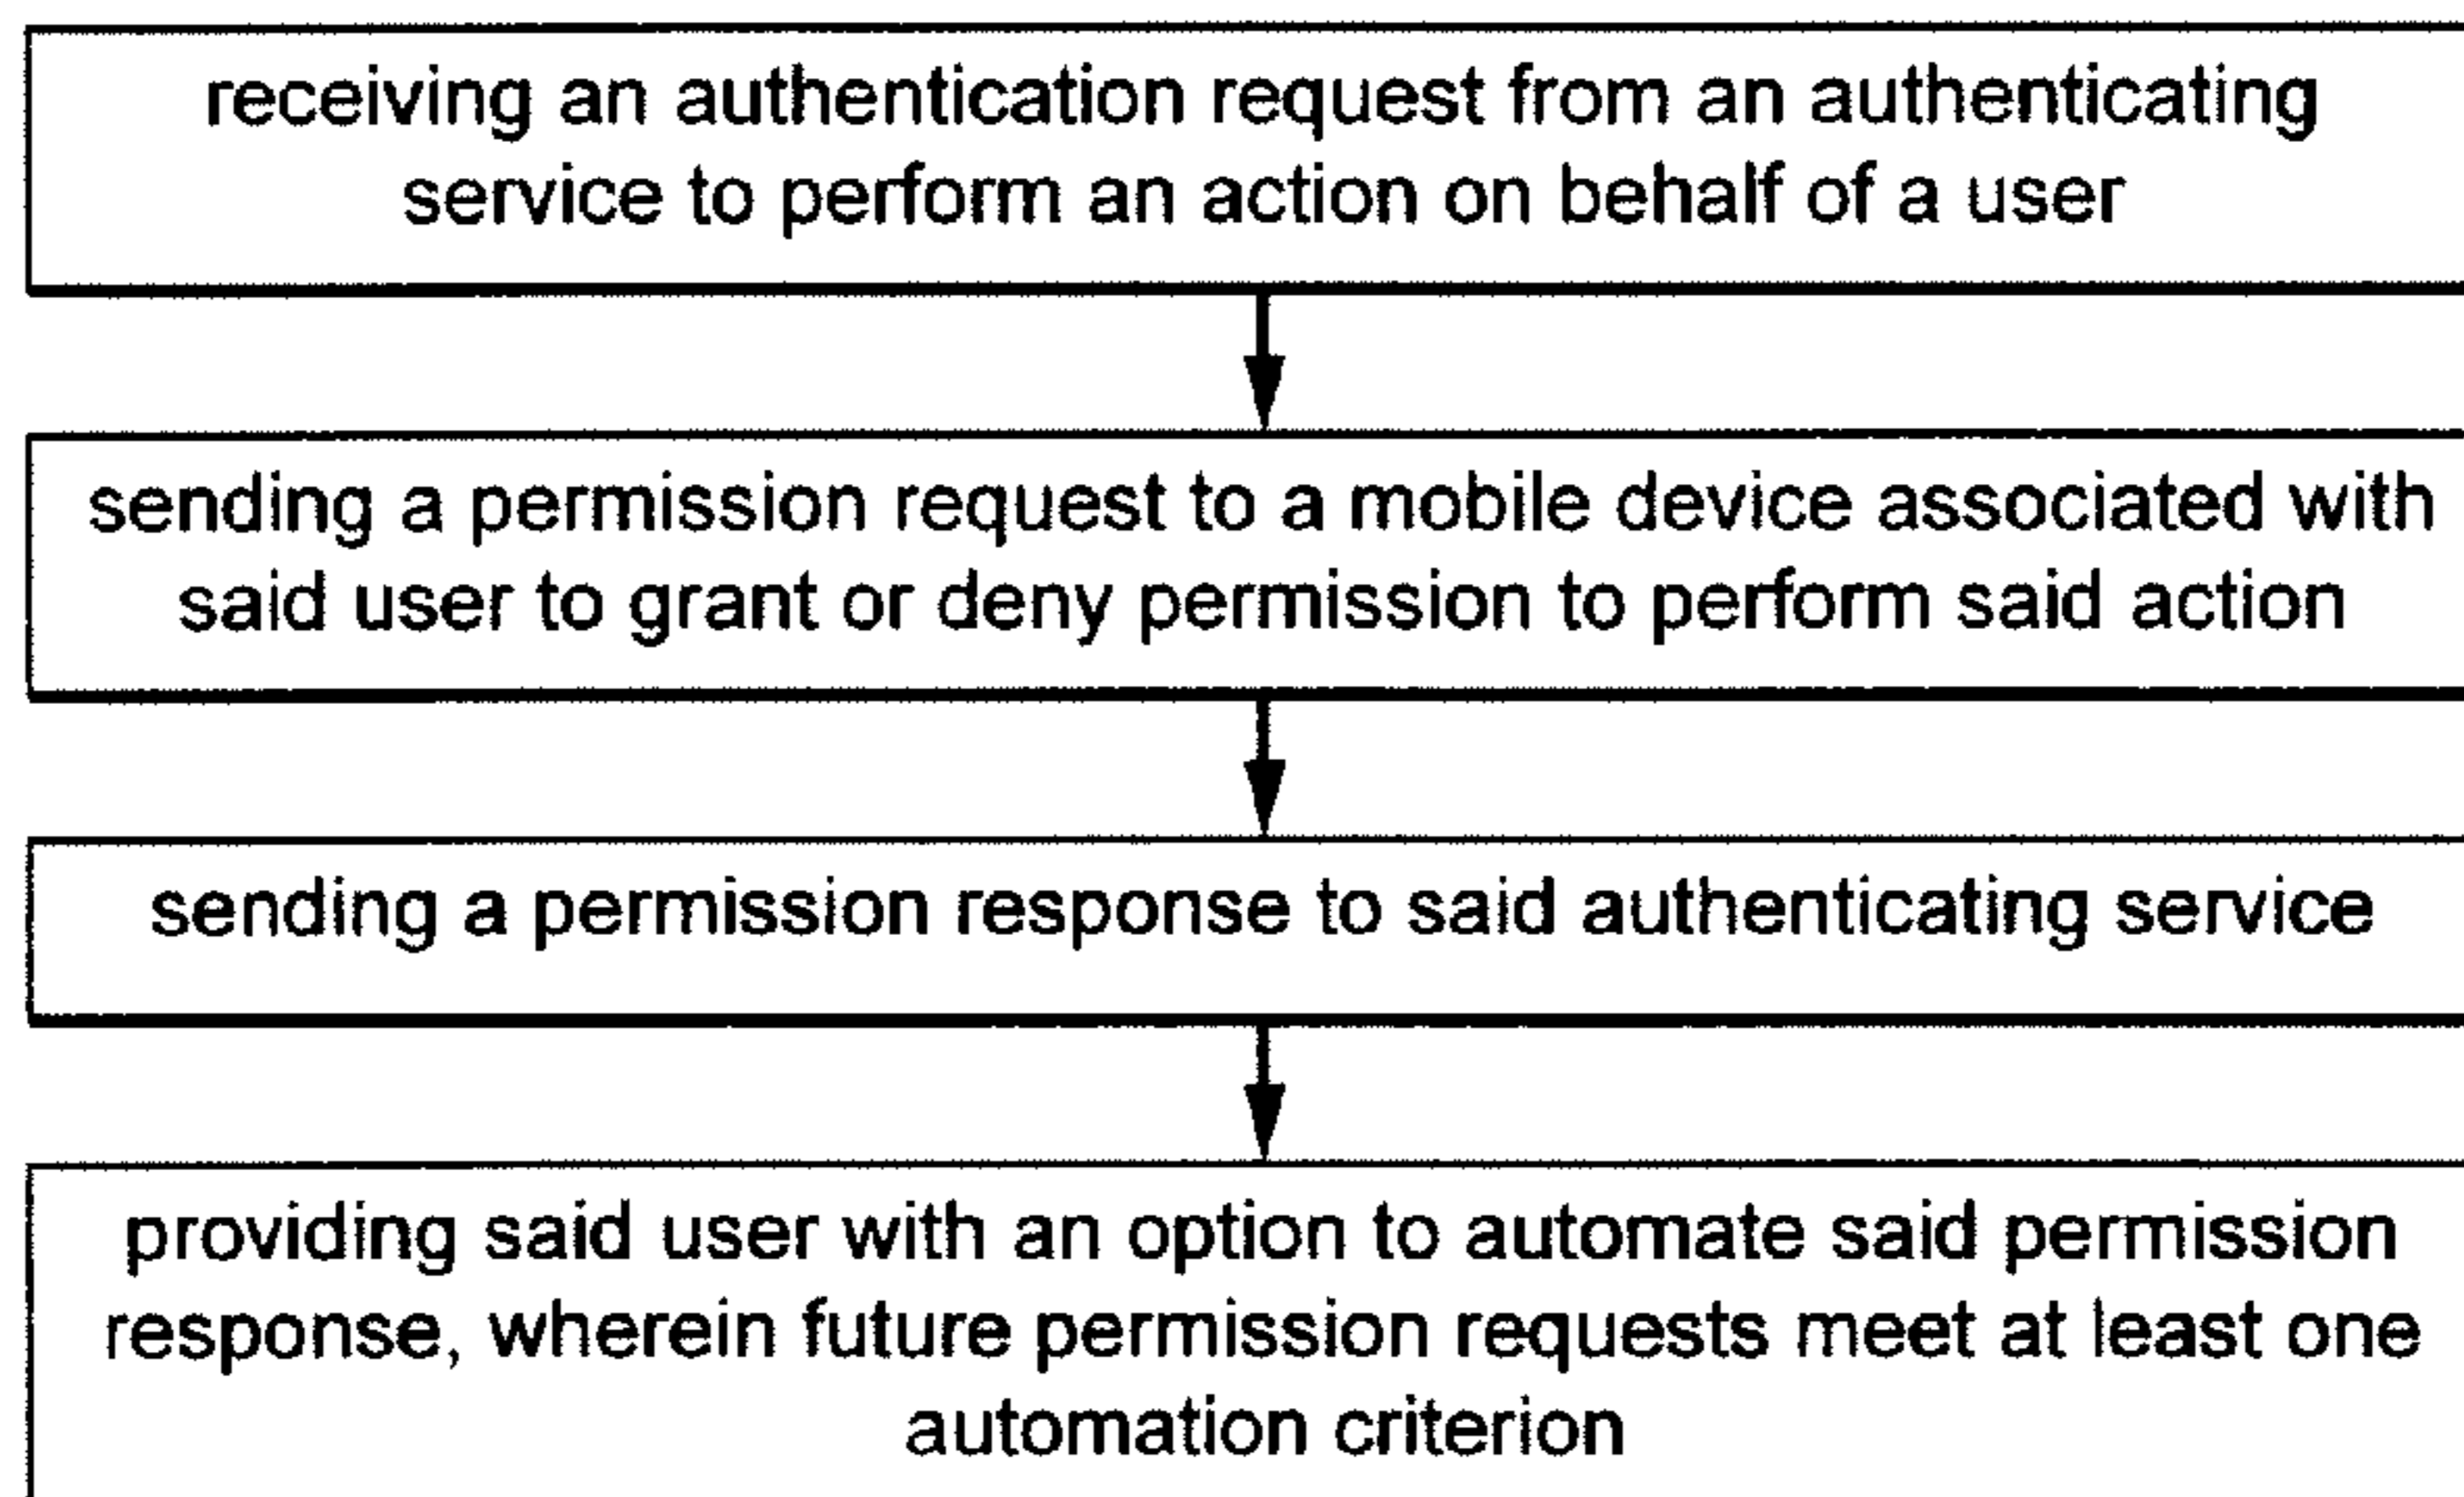 receiving an authentication request from an authenticating
service to perform an action on behalf of a user
sending a permission request to a mobile device associated with
said user to grant or deny permission to perform said action
sending a permission response to said authenticating service
providing said user with an option to automate said permission
response, wherein future permission requests meet at least one
automation criterion